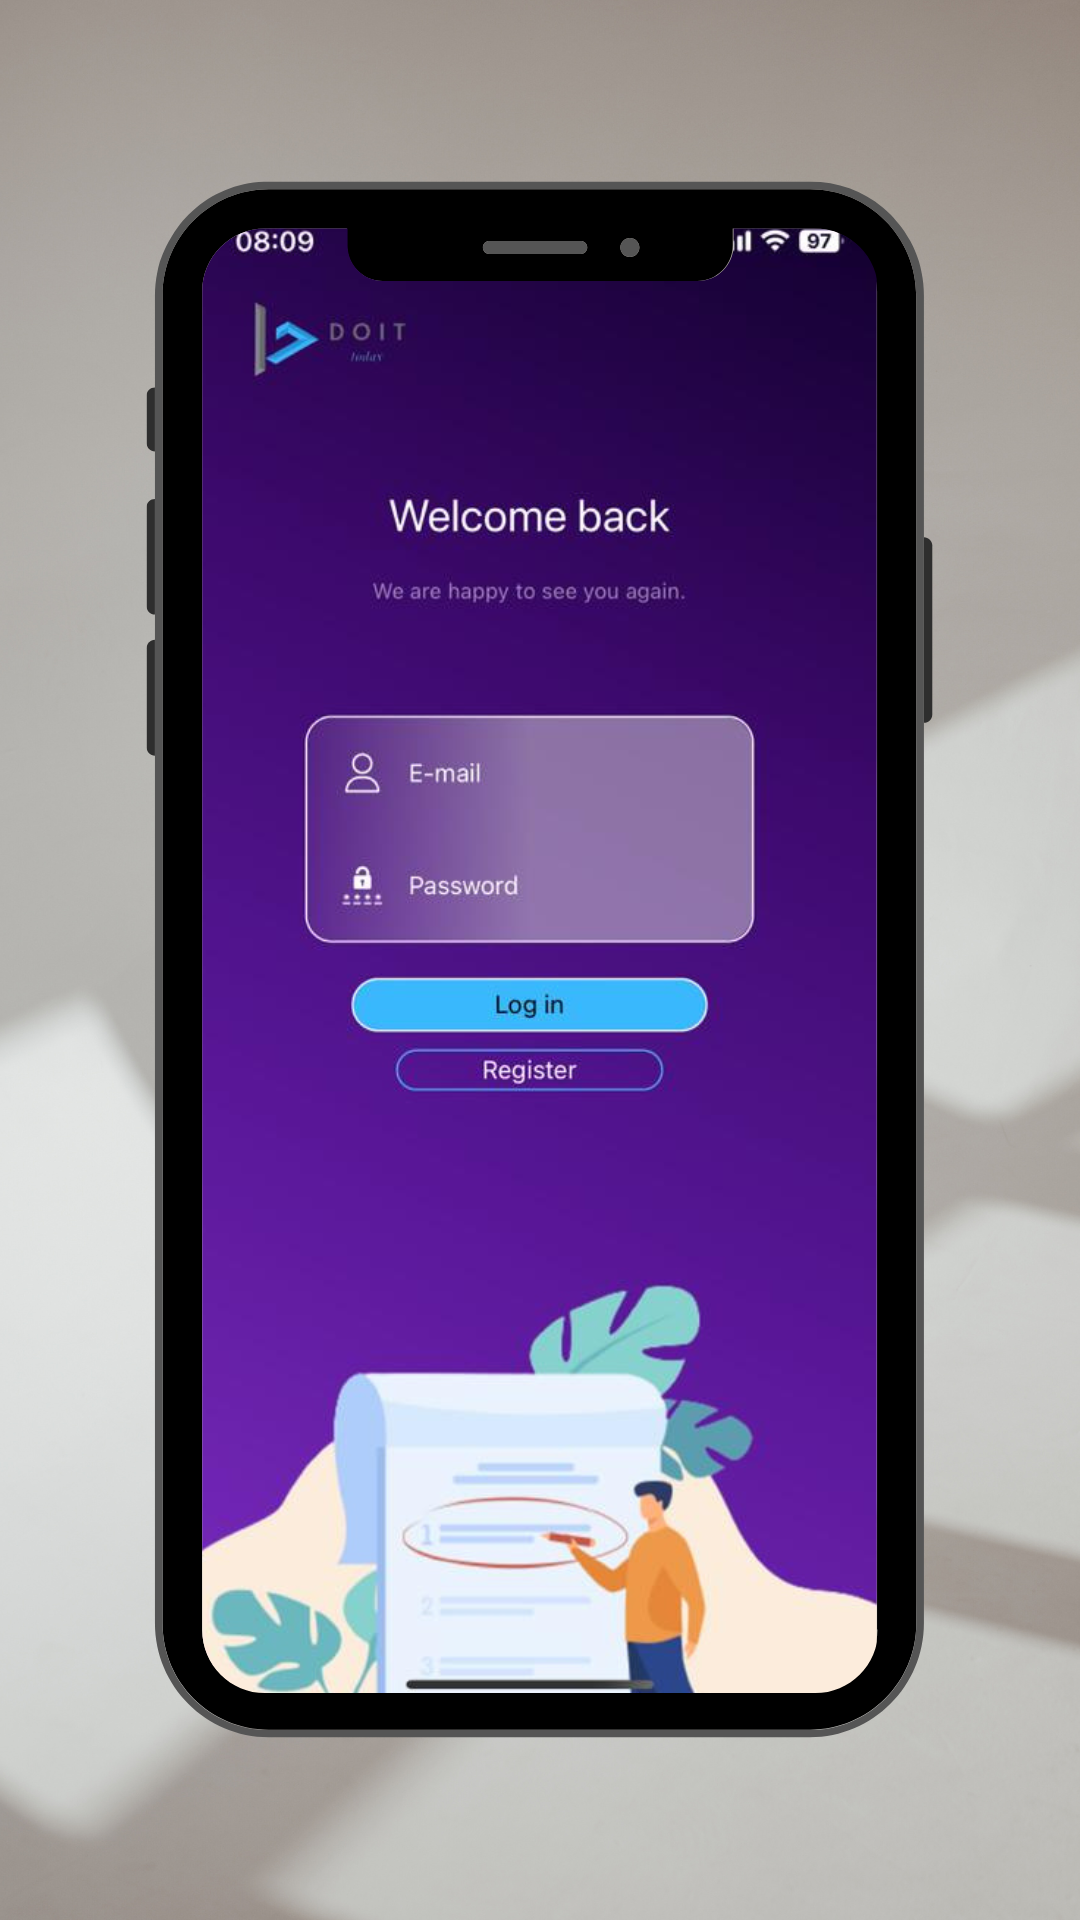 08:09
97
DOIT
today
Welcome back
We are happy to see you again.
E-mail
Password
Log in
Register
1
2
3